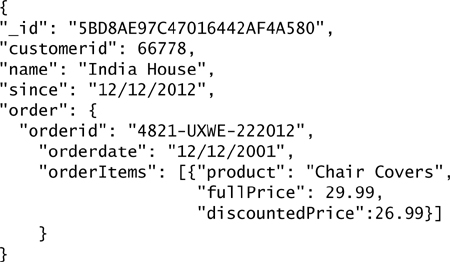 {
"_id": "5BD8AE97C47016442AF4A580",
"customerid": 66778,
"name": "India House",
"since": "12/12/2012",
"order": {
  "orderid": "4821-UXWE-222012",
    "orderdate": "12/12/2001",
    "orderItems": [{"product": "Chair Covers",
                    "fullPrice": 29.99,
                    "discountedPrice":26.99}]
    }
}